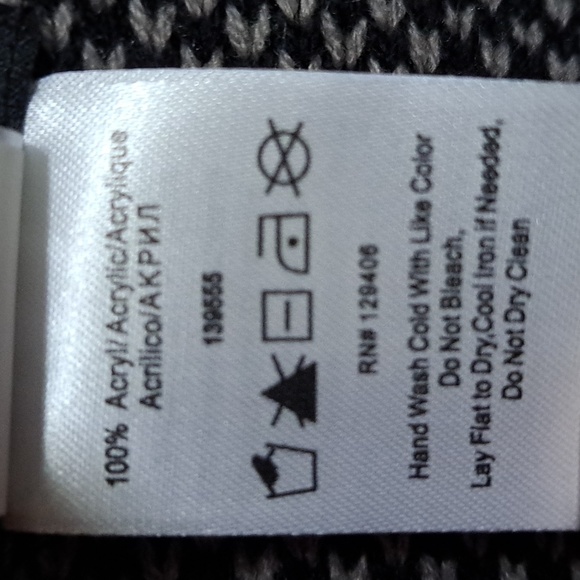 100% Acryl/Acrylic/Acrylique
Acrilico/АКРИЛ
139555
RN# 129406
Hand Wash Cold With Like Color
Do Not Bleach,
Lay Flat to Dry,Cool Iron if Needed,
Do Not Dry Clean